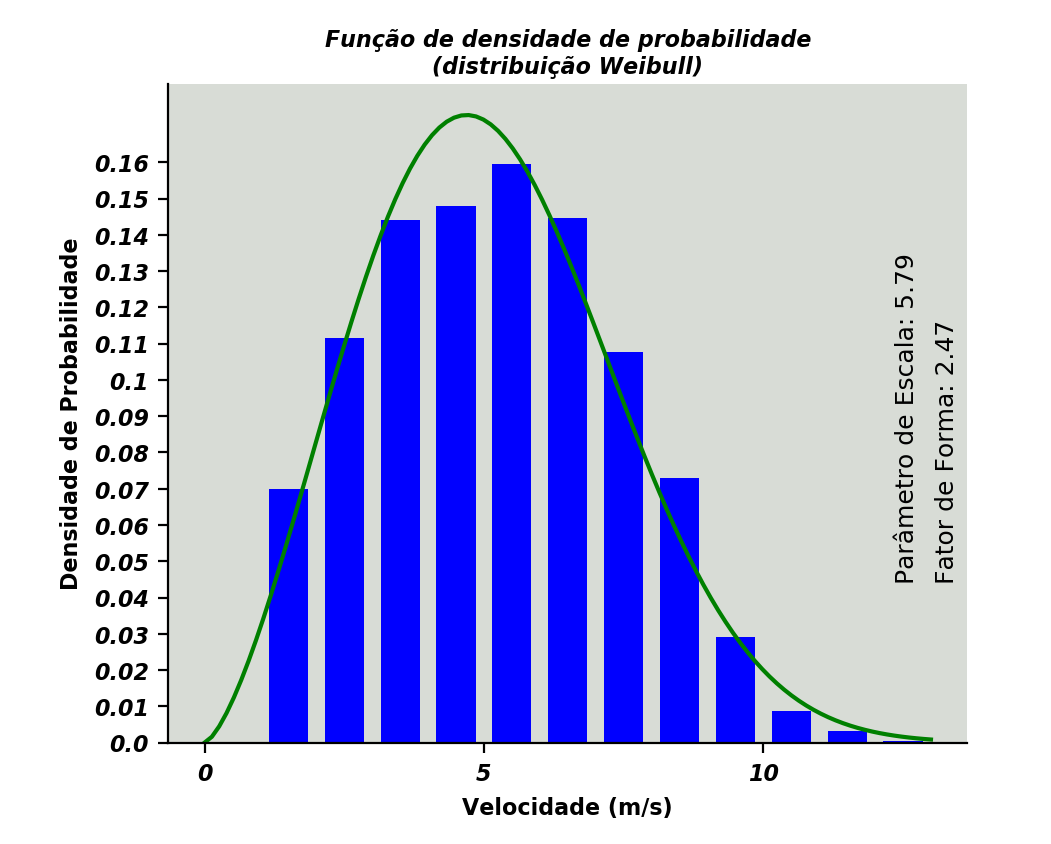 Função de densidade de probabilidade
(distribuição Weibull)
Densidade de Probabilidade
0.16
0.15
0.14
0.13
0.12
0.11
0.1
0.09
0.08
0.07
0.06
0.05
0.04
0.03
0.02
0.01
0.0
0 5 10
Velocidade (m/s)
Parâmetro de Escala: 5.79
Fator de Forma: 2.47